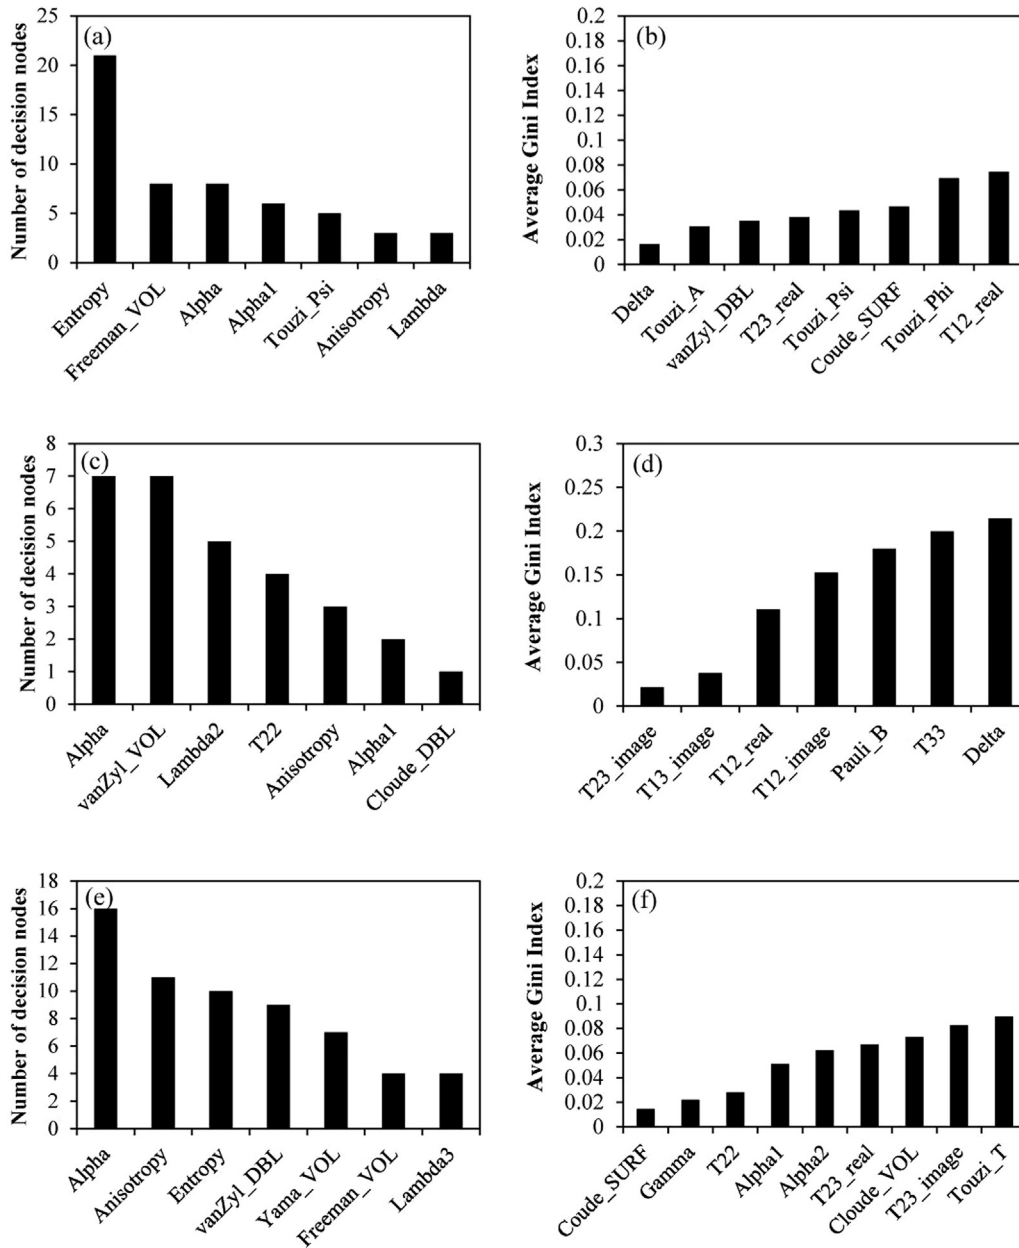 (a)
Number of decision nodes
25
20
15
10
5
0
Entropy
Freeman_VOL
Alpha
Alpha1
Touzi_Psi
Anisotropy
Lambda
(b)
Average Gini Index
0.2
0.18
0.16
0.14
0.12
0.1
0.08
0.06
0.04
0.02
0
Delta
Touzi_A
vanZyl_DBL
T23_real
Touzi_Psi
Coude_SURF
Touzi_Phi
T12_real
(c)
Number of decision nodes
8
7
6
5
4
3
2
1
0
Alpha
vanZyl_VOL
Lambda2
T22
Anisotropy
Alpha1
Cloude_DBL
(d)
Average Gini Index
0.3
0.25
0.2
0.15
0.1
0.05
0
T23_image
T13_image
T12_real
T12_image
Pauli_B
T33
Delta
(e)
Number of decision nodes
18
16
14
12
10
8
6
4
2
0
Alpha
Anisotropy
Entropy
vanZyl_DBL
Yama_VOL
Freeman_VOL
Lambda3
(f)
Average Gini Index
0.2
0.18
0.16
0.14
0.12
0.1
0.08
0.06
0.04
0.02
0
Coude_SURF
Gamma
T22
Alpha1
Alpha2
T23_real
Cloude_VOL
T23_image
Touzi_T